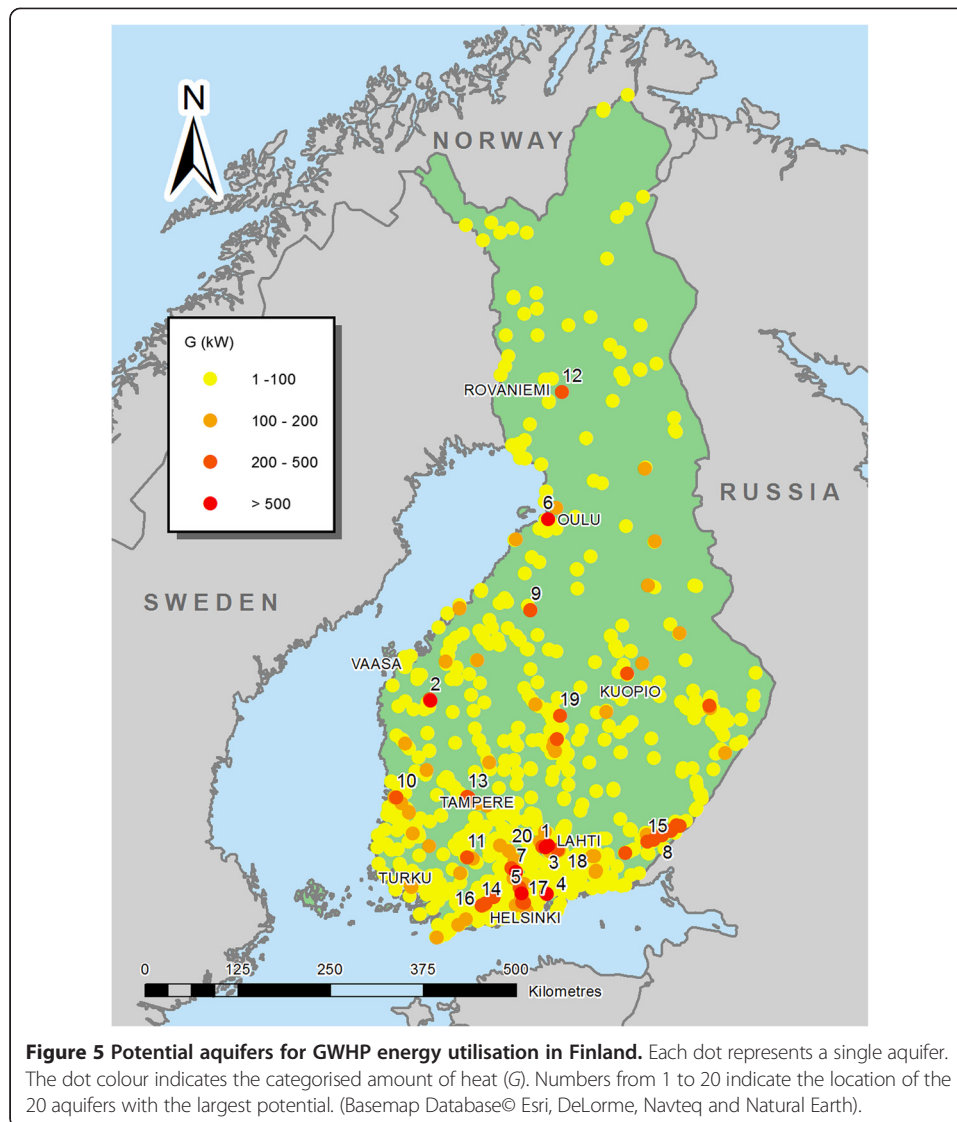 N
NORWAY
G (kW)
1 -100
100 - 200
200 - 500
> 500
12
ROVANIEMI
RUSSIA
6
OULU
SWEDEN
9
VAASA
2
KUOPIO
19
10
13
TAMPERE
15
1
20
LAHTI
11
7
3
18
8
TURKU
5
17
4
16
14
HELSINKI
0 125 250 375 500
Kilometres
Figure 5 Potential aquifers for GWHP energy utilisation in Finland. Each dot represents a single aquifer.
The dot colour indicates the categorised amount of heat (G). Numbers from 1 to 20 indicate the location of the
20 aquifers with the largest potential. (Basemap Database© Esri, DeLorme, Navteq and Natural Earth).